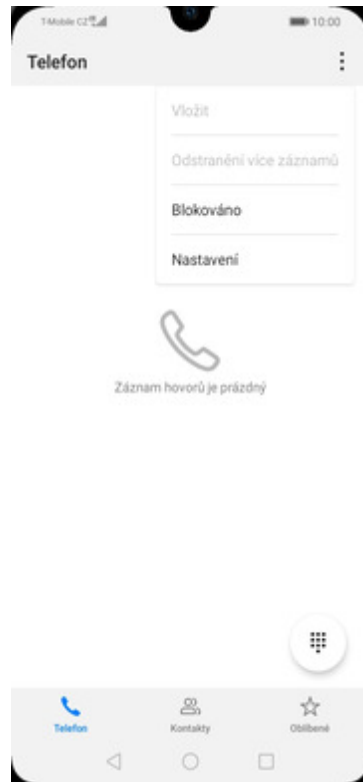 T-Mobile CZ 10:00
Telefon
Vložit
Odstranění více záznamů
Blokováno
Nastavení
Záznam hovorů je prázdný
Telefon Kontakty Oblíbené